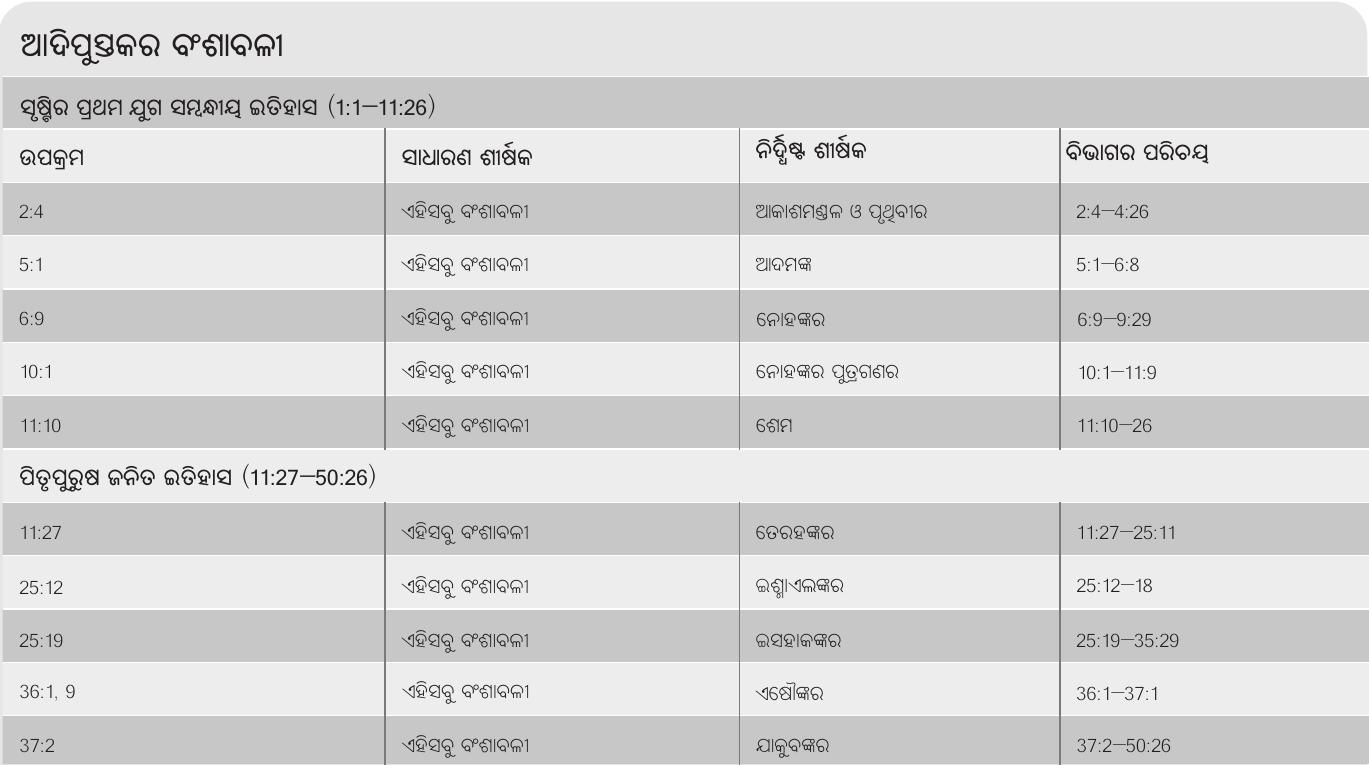 ଆଦିପୁସ୍ତକର ବଂଶାବଳୀ
ସୃଷ୍ଟିର ପ୍ରଥମ ଯୁଗ ସମ୍ବନ୍ଧୀୟ ଇତିହାସ (1:1–11:26)
ଉପକ୍ରମ ସାଧାରଣ ଶୀର୍ଷକ ନିର୍ଦ୍ଧିଷ୍ଟ ଶୀର୍ଷକ ବିଭାଗର ପରିଚୟ
2:4 ଏହିସବୁ ବଂଶାବଳୀ ଆକାଶମଣ୍ଡଳ ଓ ପୃଥିବୀର 2:4–4:26
5:1 ଏହିସବୁ ବଂଶାବଳୀ ଆଦମଙ୍କ 5:1–6:8
6:9 ଏହିସବୁ ବଂଶାବଳୀ ନୋହଙ୍କର 6:9–9:29
10:1 ଏହିସବୁ ବଂଶାବଳୀ ନୋହଙ୍କର ପୁତ୍ରଗଣର 10:1–11:9
11:10 ଏହିସବୁ ବଂଶାବଳୀ ଶେମ 11:10–26
ପିତୃପୁରୁଷ ଜନିତ ଇତିହାସ (11:27–50:26)
11:27 ଏହିସବୁ ବଂଶାବଳୀ ତେରହଙ୍କର 11:27–25:11
25:12 ଏହିସବୁ ବଂଶାବଳୀ ଇଶ୍ମାଏଲଙ୍କର 25:12–18
25:19 ଏହିସବୁ ବଂଶାବଳୀ ଇସହାକଙ୍କର 25:19–35:29
36:1, 9 ଏହିସବୁ ବଂଶାବଳୀ ଏଷୌଙ୍କର 36:1–37:1
37:2 ଏହିସବୁ ବଂଶାବଳୀ ଯାକୁବଙ୍କର 37:2–50:26